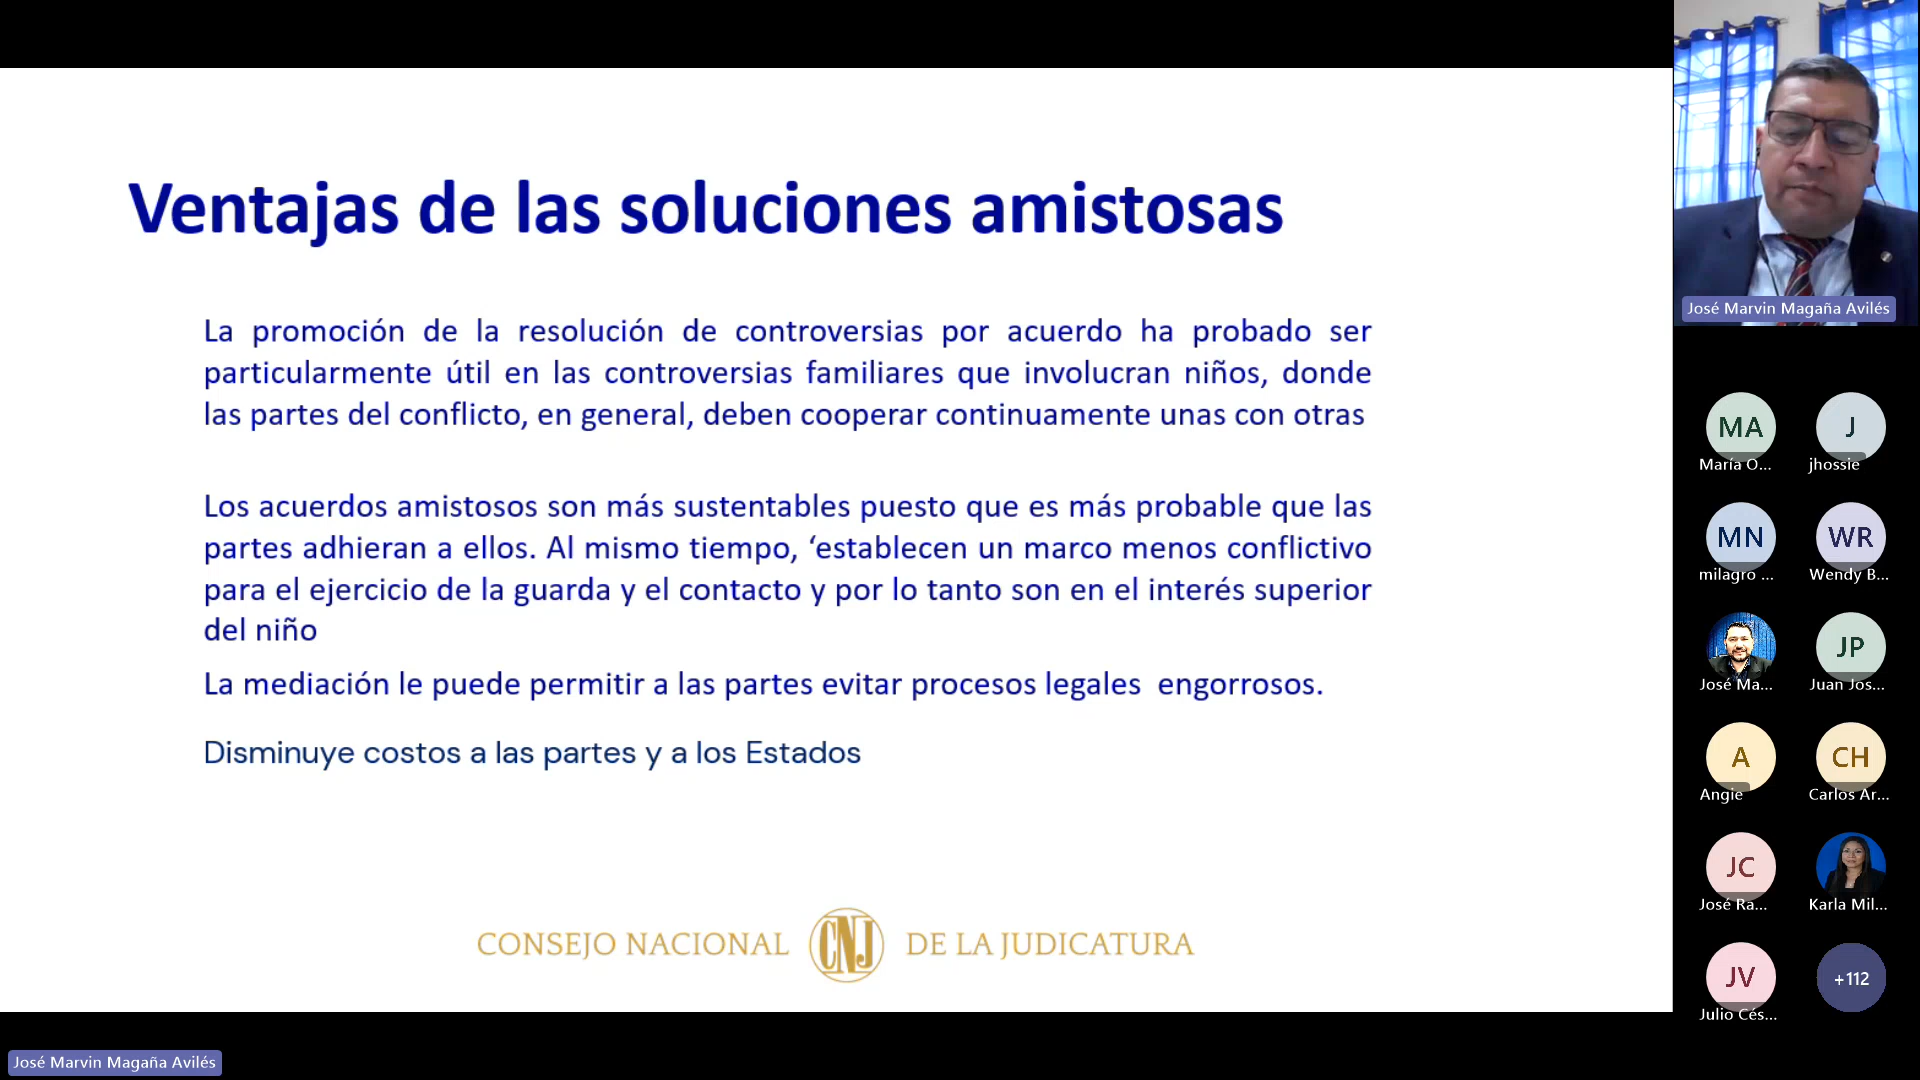 Ventajas de las soluciones amistosas
La promoción de la resolución de controversias por acuerdo ha probado ser
particularmente útil en las controversias familiares que involucran niños, donde
las partes del conflicto, en general, deben cooperar continuamente unas con otras
Los acuerdos amistosos son más sustentables puesto que es más probable que las
partes adhieran a ellos. Al mismo tiempo, ‘establecen un marco menos conflictivo
para el ejercicio de la guarda y el contacto y por lo tanto son en el interés superior
del niño
La mediación le puede permitir a las partes evitar procesos legales engorrosos.
Disminuye costos a las partes y a los Estados
CONSEJO NACIONAL CNJ DE LA JUDICATURA
José Marvin Magaña Avilés
MA
María O...
J
jhossie
MN
milagro ...
WR
Wendy B...
José Ma...
JP
Juan Jos...
A
Angie
CH
Carlos Ar...
JC
José Ra...
Karla Mil...
JV
Julio Cés...
+112
José Marvin Magaña Avilés